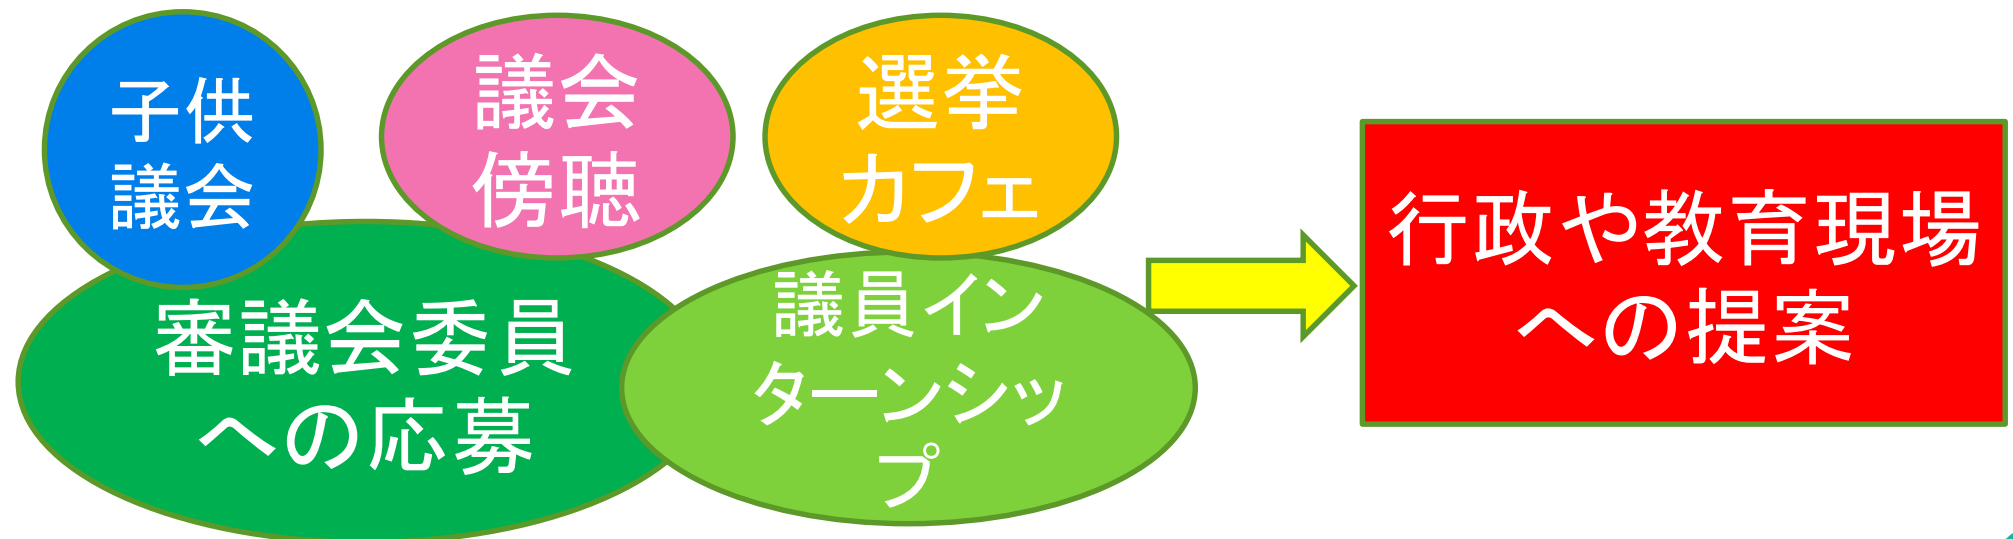 子供
議会
議会
傍聴
選挙
カフェ
審議会委員
への応募
議員イン
ターンシッ
プ
行政や教育現場
への提案